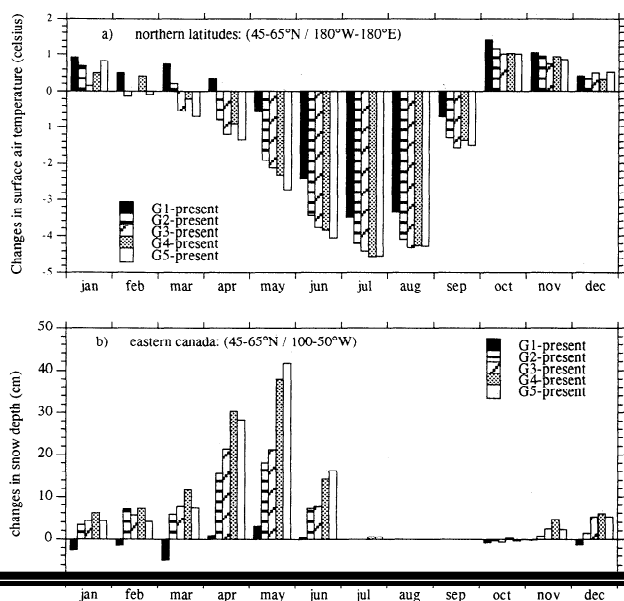 a) northern latitudes: (45-65°N / 180°W-180°E)
Changes in surface air temperature (celsius)
2
1
0
1
-2
-3
-4
-5
G1-present
G2-present
G3-present
G4-present
G5-present
jan feb mar apr may jun jul aug sep oct nov dec
b) eastern canada: (45-65°N / 100-50°W)
changes in snow depth (cm)
50
40
30
20
10
0
G1-present
G2-present
G3-present
G4-present
G5-present
jan feb mar apr may jun jul aug sep oct nov dec